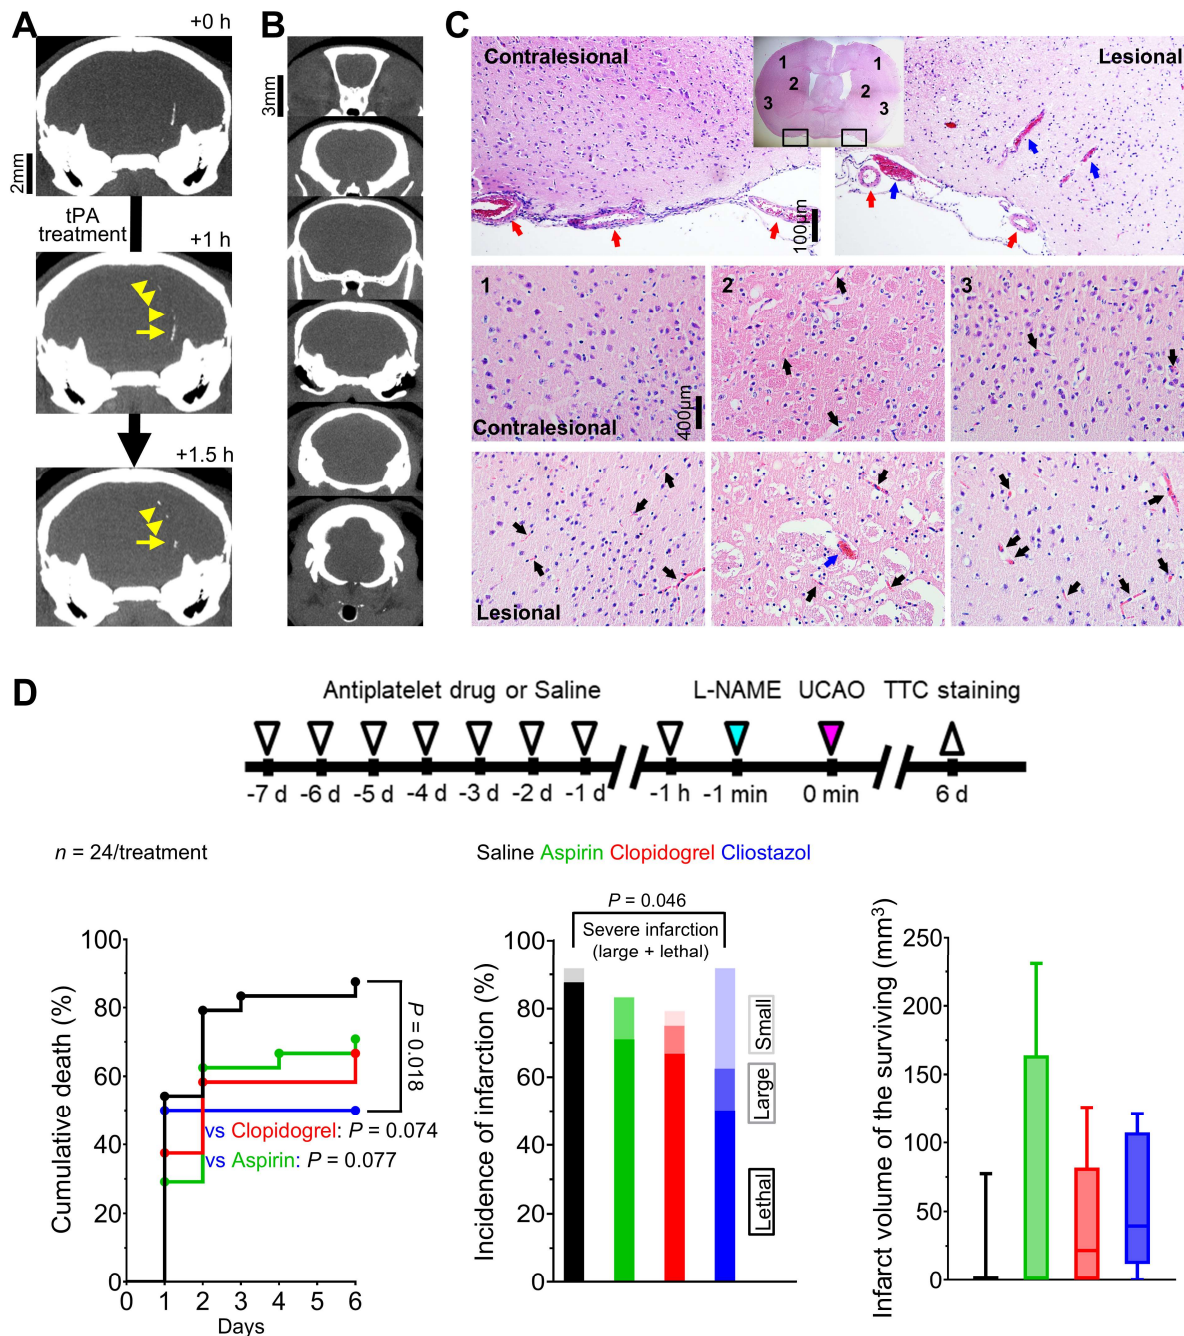 A
+0 h
2mm
tPA
treatment
+1 h
+1.5 h
B
3mm
C
Contralesional
Lesional
1
1
2
2
3
3
100µm
1
2
3
400µm
Contralesional
Lesional
D
Antiplatelet drug or Saline
L-NAME
UCAO
TTC staining
-7 d
-6 d
-5 d
-4 d
-3 d
-2 d
-1 d
-1 h
-1 min
0 min
6 d
n = 24/treatment
Saline Aspirin Clopidogrel Cliostazol
Cumulative death (%)
100
80
60
40
20
0
P = 0.018
vs Clopidogrel: P = 0.074
vs Aspirin: P = 0.077
0
1
2
3
4
5
6
Days
Incidence of infarction (%)
P = 0.046
Severe infarction
(large + lethal)
100
80
60
40
20
0
Small
Large
Lethal
Infarct volume of the surviving (mm³)
250
200
150
100
50
0